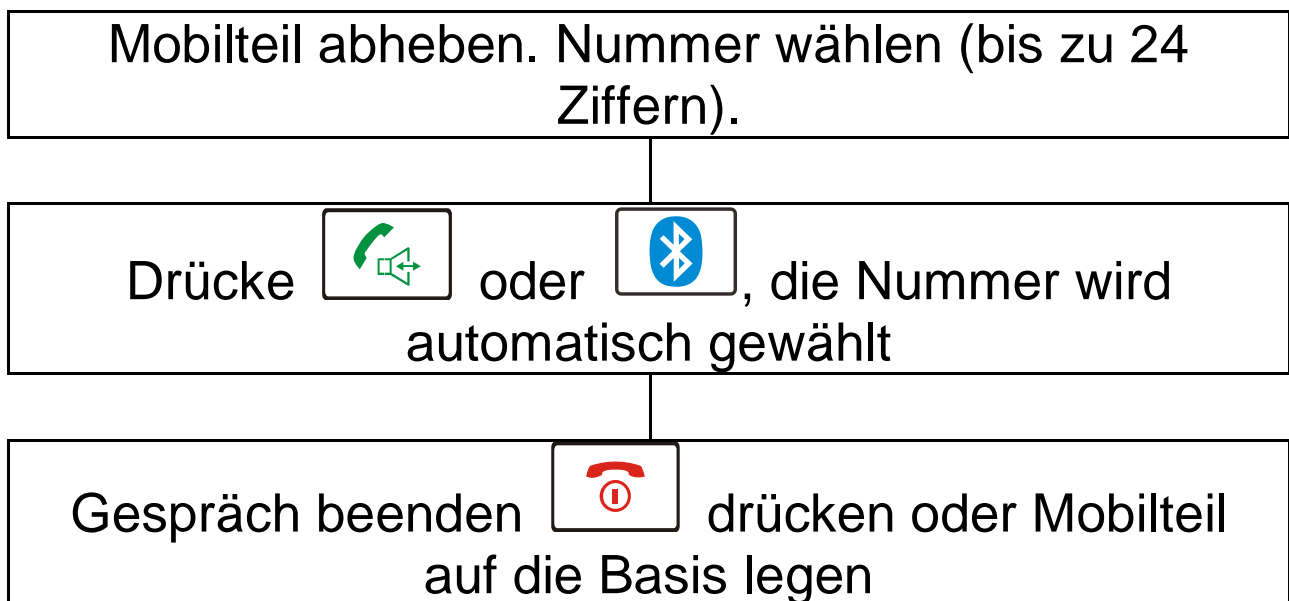 Mobilteil abheben. Nummer wählen (bis zu 24
Ziffern).
Drücke oder , die Nummer wird
automatisch gewählt
Gespräch beenden drücken oder Mobilteil
auf die Basis legen